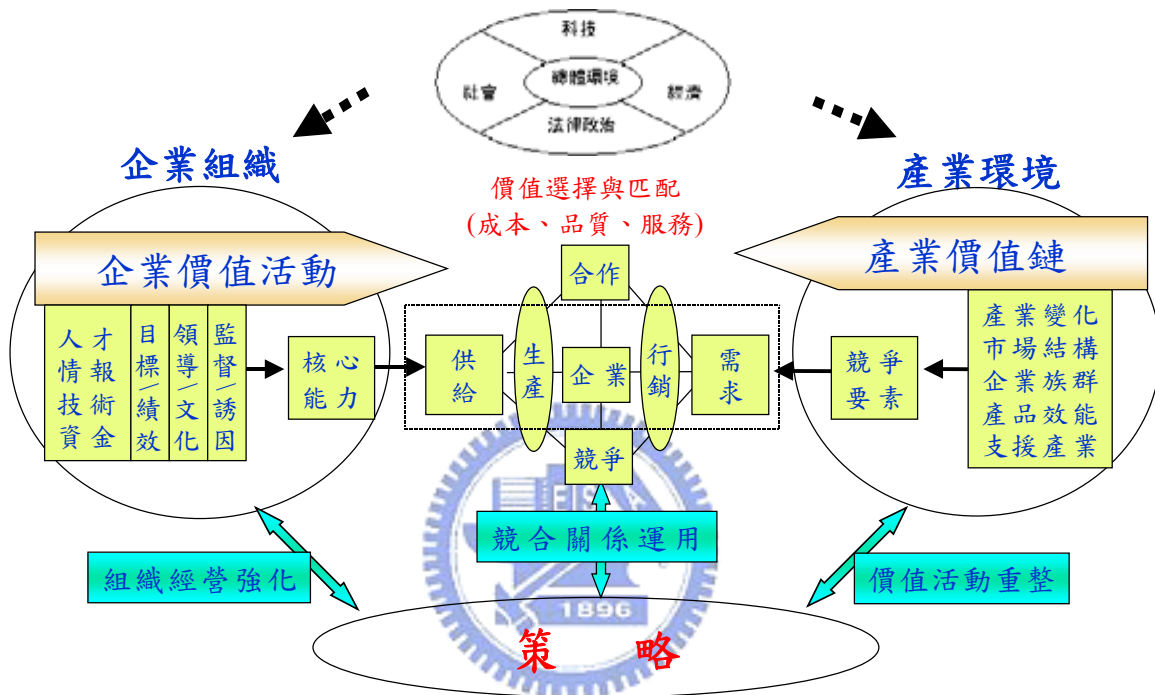 科技
總體環境
社會
經濟
法律政治
企業組織
產業環境
價值選擇與匹配
(成本、品質、服務)
企業價值活動
產業價值鏈
人才
情報
技術
資金
目標/績效
領導/文化
監督/誘因
核心
能力
供給
生產
合作
企業
競爭
行銷
需求
競爭
要素
產業變化
市場結構
企業族群
產品效能
支援產業
競合關係運用
組織經營強化
價值活動重整
ESA
1896
策略